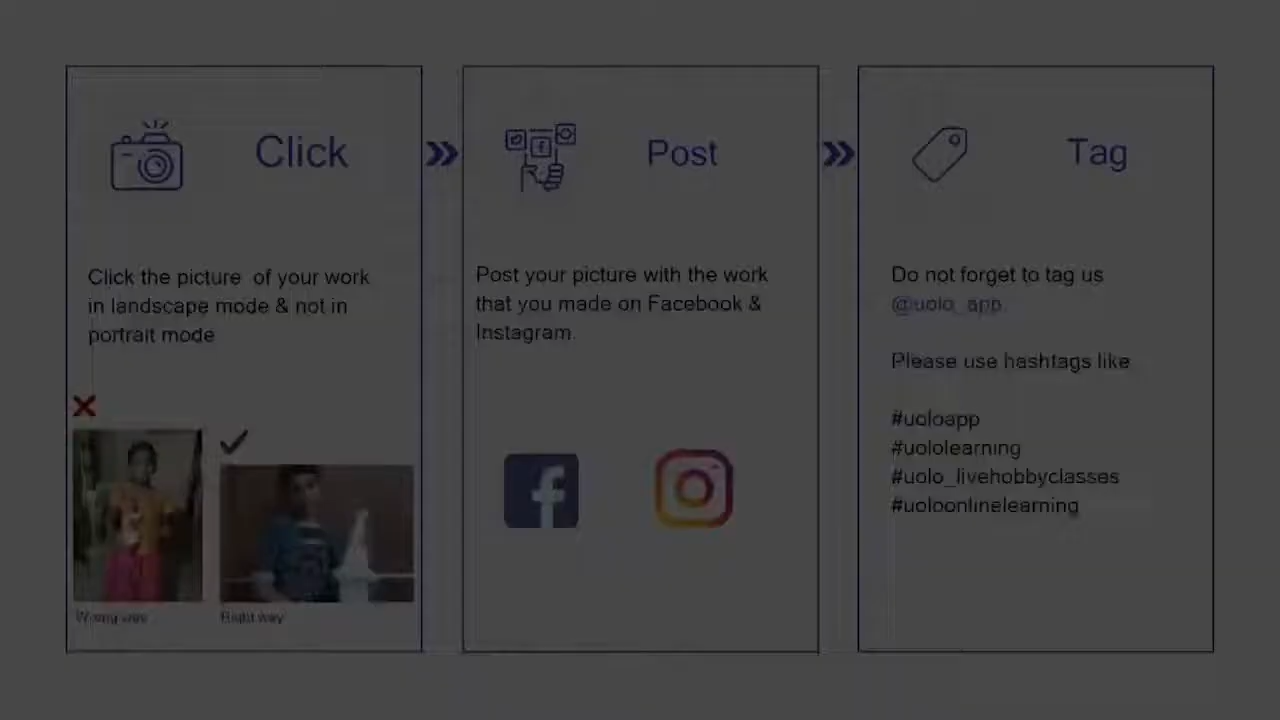 Click
Click the picture of your work
in landscape mode & not in
portrait mode
Wrong way
Right way
Post
Post your picture with the work
that you made on Facebook &
Instagram.
Tag
Do not forget to tag us
@uolo_app.
Please use hashtags like
#uoloapp
#uololearning
#uolo_livehobbyclasses
#uoloonlinelearning